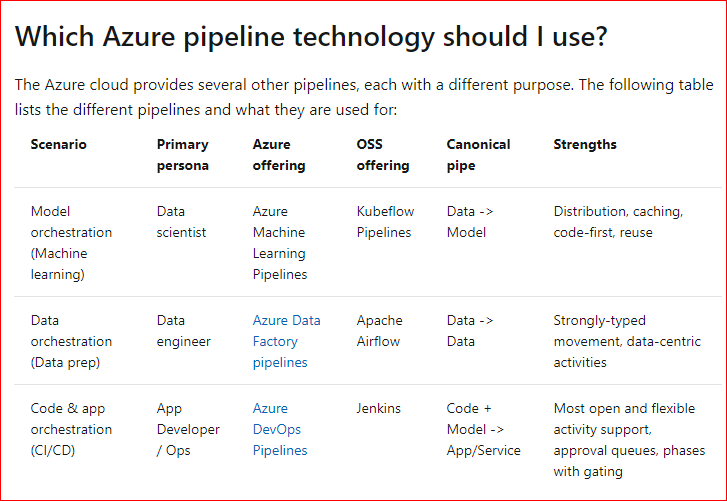 Which Azure pipeline technology should I use?
The Azure cloud provides several other pipelines, each with a different purpose. The following table
lists the different pipelines and what they are used for:
Scenario Primary persona Azure offering OSS offering Canonical pipe Strengths
Model orchestration (Machine learning) Data scientist Azure Machine Learning Pipelines Kubeflow Pipelines Data -> Model Distribution, caching, code-first, reuse
Data orchestration (Data prep) Data engineer Azure Data Factory pipelines Apache Airflow Data -> Data Strongly-typed movement, data-centric activities
Code & app orchestration (CI/CD) App Developer / Ops Azure DevOps Pipelines Jenkins Code + Model -> App/Service Most open and flexible activity support, approval queues, phases with gating